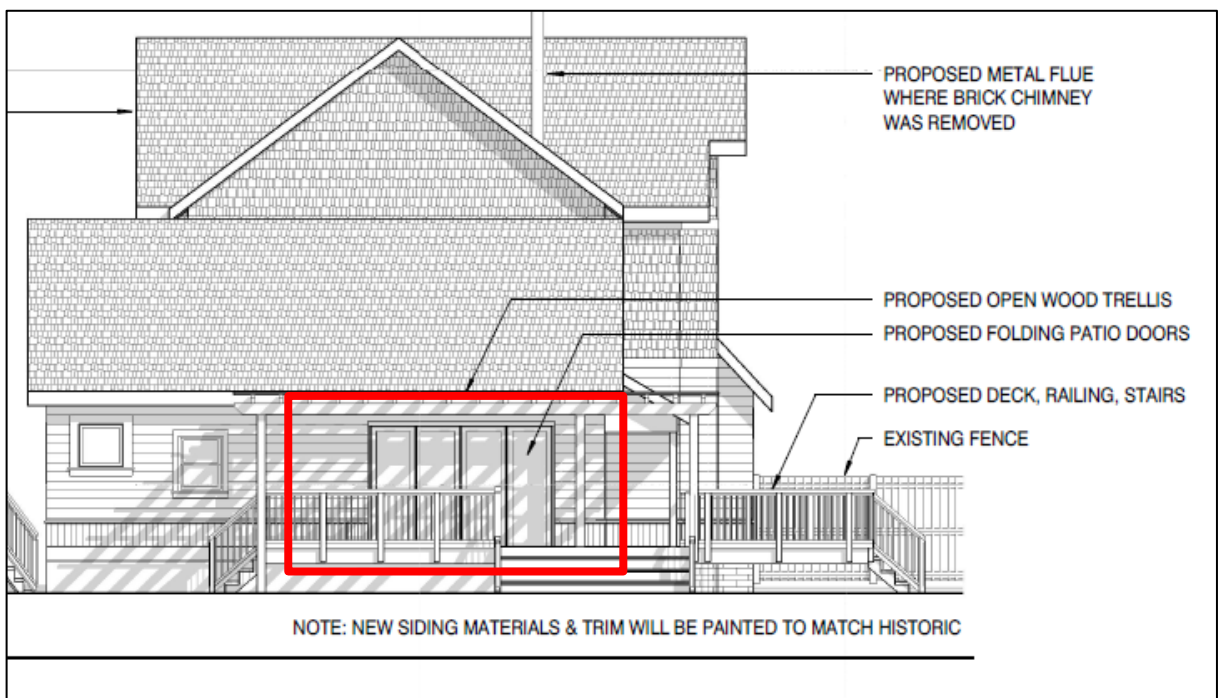 PROPOSED METAL FLUE
WHERE BRICK CHIMNEY
WAS REMOVED
PROPOSED OPEN WOOD TRELLIS
PROPOSED FOLDING PATIO DOORS
PROPOSED DECK, RAILING, STAIRS
EXISTING FENCE
NOTE: NEW SIDING MATERIALS & TRIM WILL BE PAINTED TO MATCH HISTORIC